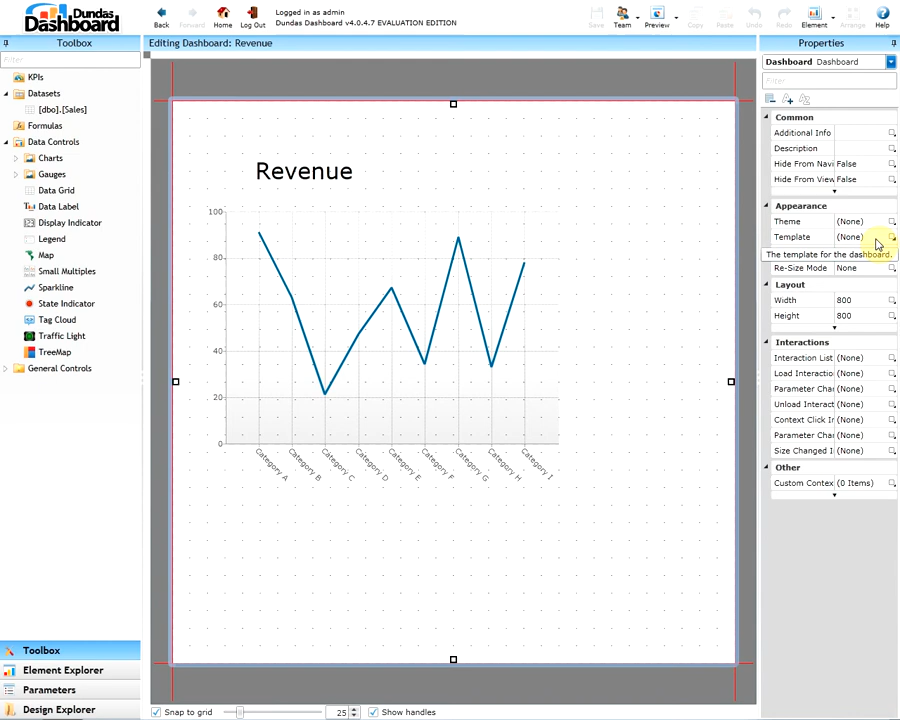 Dundas Dashboard
Back
Forward
Home
Log Out
Logged in as admin
Dundas Dashboard v4.0.4.7 EVALUATION EDITION
Save
Team
Preview
Copy
Paste
Undo
Redo
Element
Arrange
Help
Toolbox
Editing Dashboard: Revenue
Properties
Filter
KPIs
Datasets
[dbo].[Sales]
Formulas
Data Controls
Charts
Gauges
Data Grid
Data Label
Display Indicator
Legend
Map
Small Multiples
Sparkline
State Indicator
Tag Cloud
Traffic Light
TreeMap
General Controls
Toolbox
Element Explorer
Parameters
Design Explorer
Revenue
100
80
60
40
20
0
Category A
Category B
Category C
Category D
Category E
Category F
Category G
Category H
Category I
Snap to grid
25
Show handles
Dashboard Dashboard
Filter
Common
Additional Info
Description
Hide From Navi False
Hide From View False
Appearance
Theme (None)
Template (None)
The template for the dashboard.
Re-Size Mode None
Layout
Width 800
Height 800
Interactions
Interaction List (None)
Load Interactio (None)
Parameter Cha (None)
Unload Interact (None)
Context Click Ir (None)
Parameter Cha (None)
Size Changed I (None)
Other
Custom Contex (0 Items)